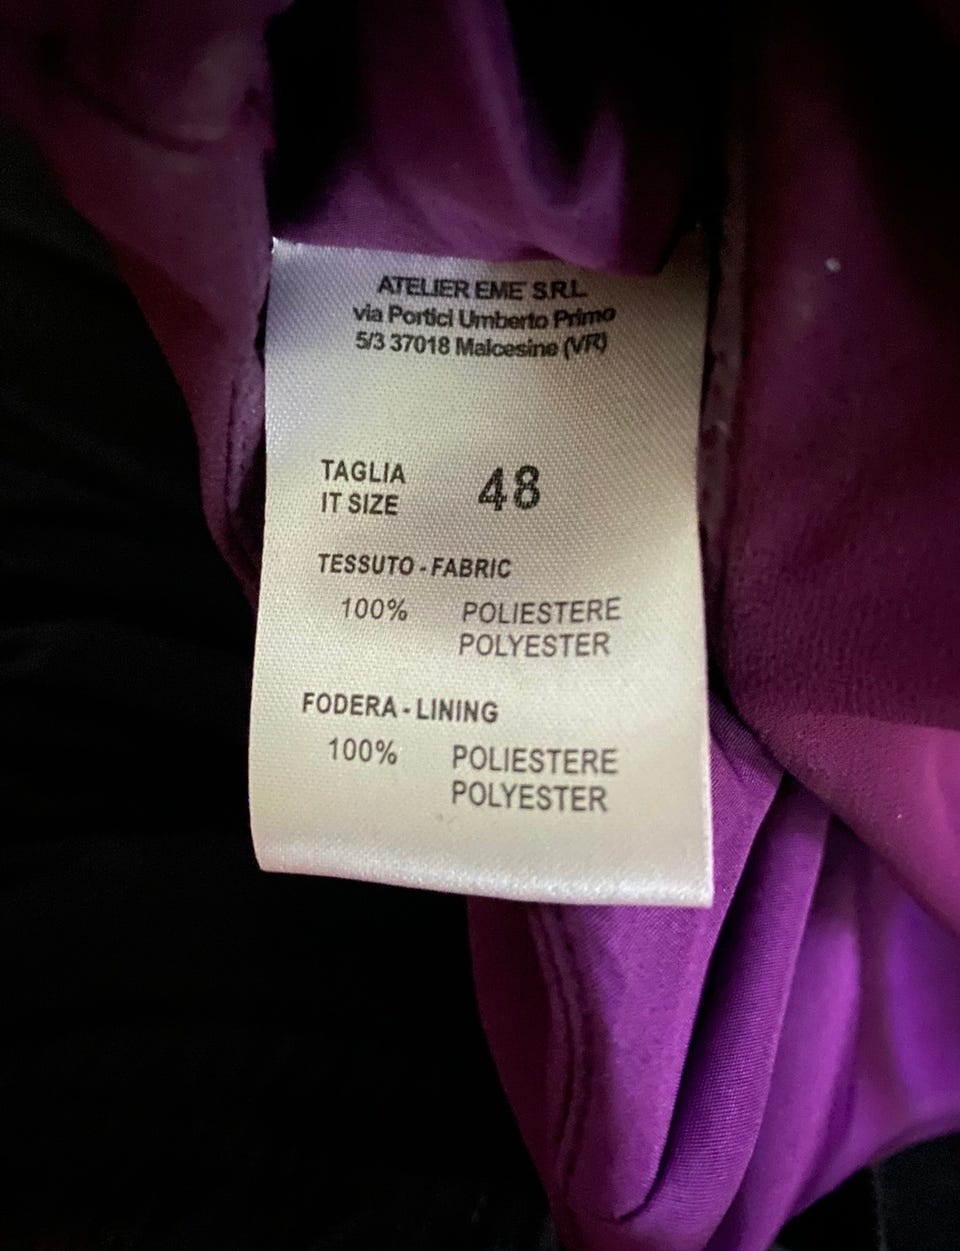 ATELIER EME' S.R.L.
via Portici Umberto Primo
5/3 37018 Malcesine (VR)
TAGLIA
IT SIZE 48
TESSUTO - FABRIC
100% POLIESTERE
POLYESTER
FODERA - LINING
100% POLIESTERE
POLYESTER